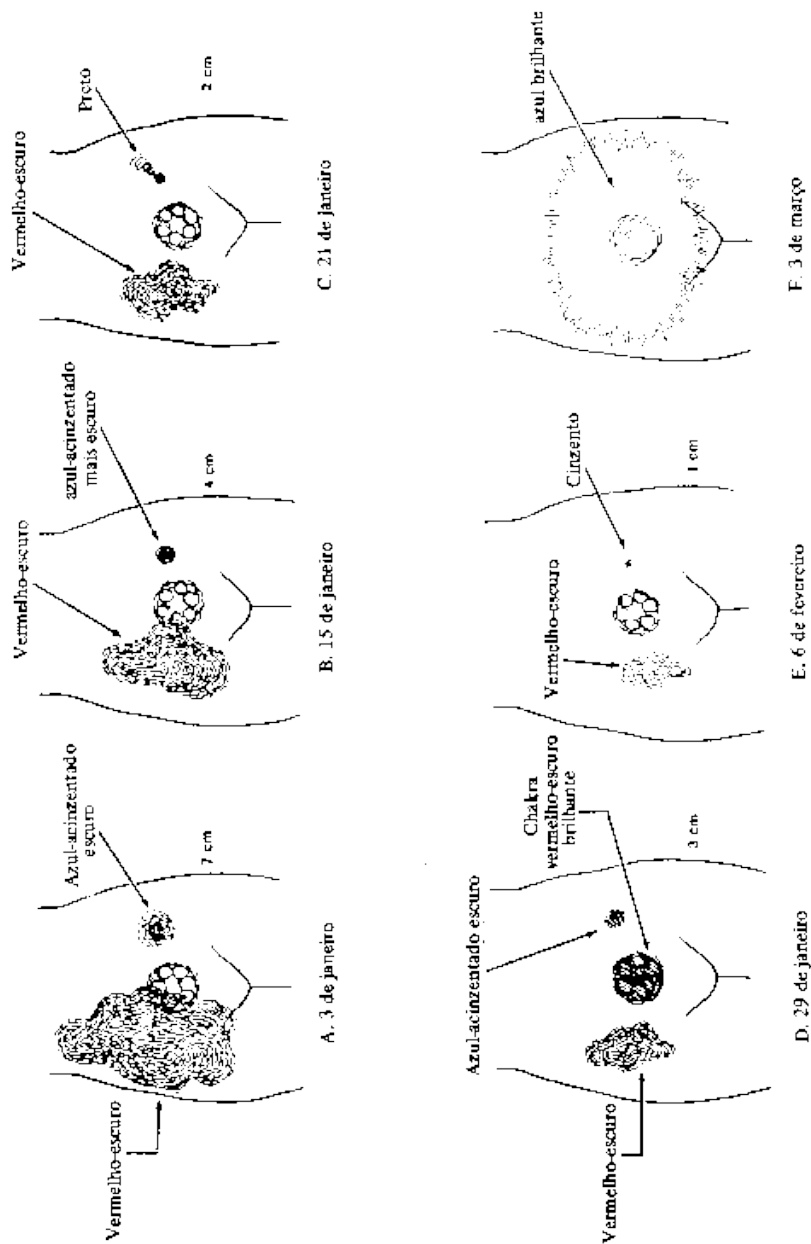 Vermelho-escuro
Azul-acinzentado
escuro
7 cm
A. 3 de janeiro
Vermelho-escuro
azul-acinzentado
mais escuro
4 cm
B. 15 de janeiro
Vermelho-escuro
Preto
2 cm
C. 21 de janeiro
Vermelho-escuro
Azul-acinzentado escuro
Chakra
vermelho-escuro
brilhante
3 cm
D. 29 de janeiro
Vermelho-escuro
Cinzento
1 cm
E. 6 de fevereiro
azul brilhante
F. 3 de março